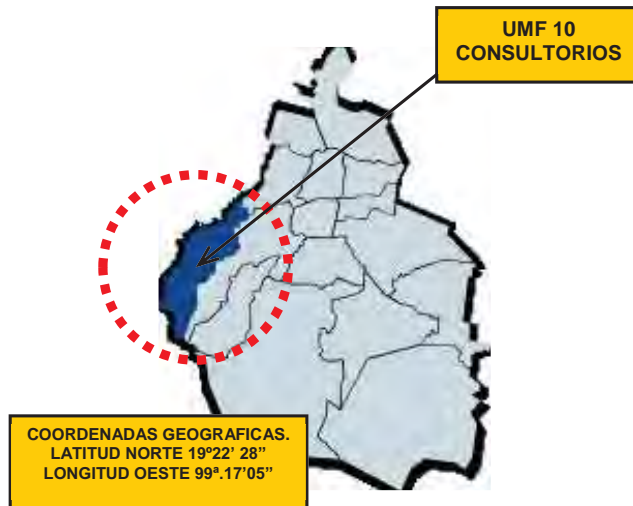 UMF 10
CONSULTORIOS
COORDENADAS GEOGRAFICAS.
LATITUD NORTE 19º22’ 28”
LONGITUD OESTE 99ª.17’05”